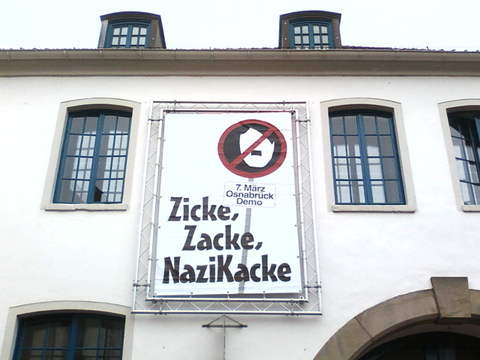 7. März
Osnabrück
Demo
Zicke,
Zacke,
NaziKacke